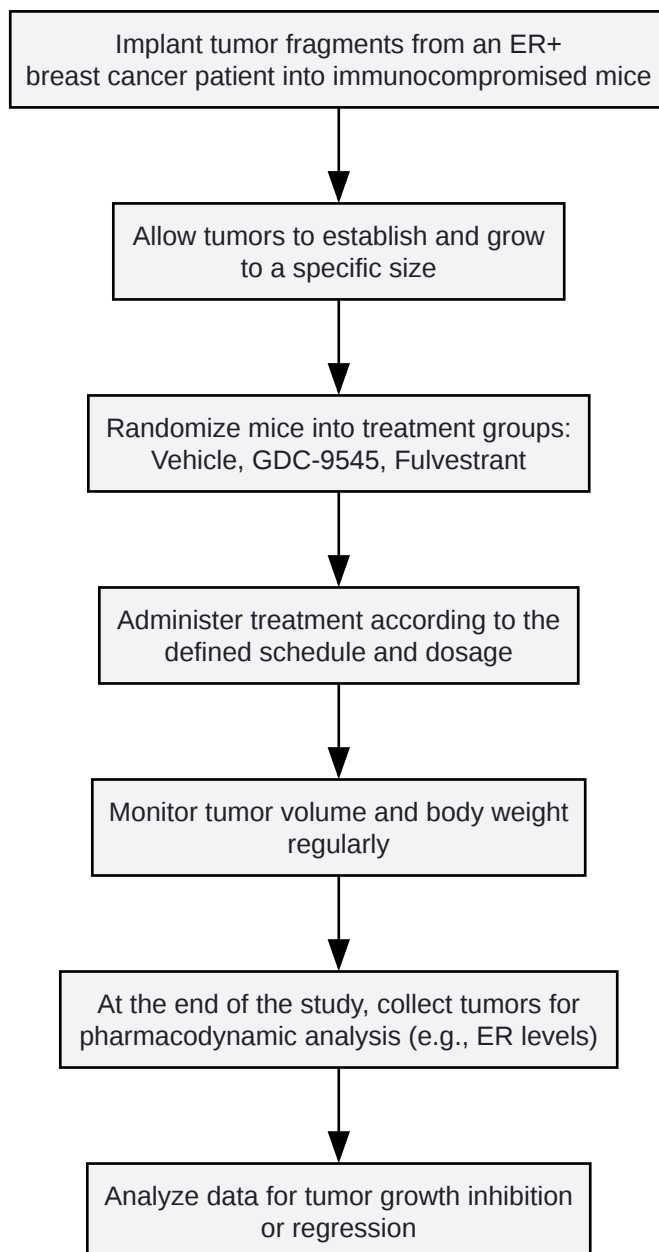 Implant tumor fragments from an ER+
breast cancer patient into immunocompromised mice
Allow tumors to establish and grow
to a specific size
Randomize mice into treatment groups:
Vehicle, GDC-9545, Fulvestrant
Administer treatment according to the
defined schedule and dosage
Monitor tumor volume and body weight
regularly
At the end of the study, collect tumors for
pharmacodynamic analysis (e.g., ER levels)
Analyze data for tumor growth inhibition
or regression